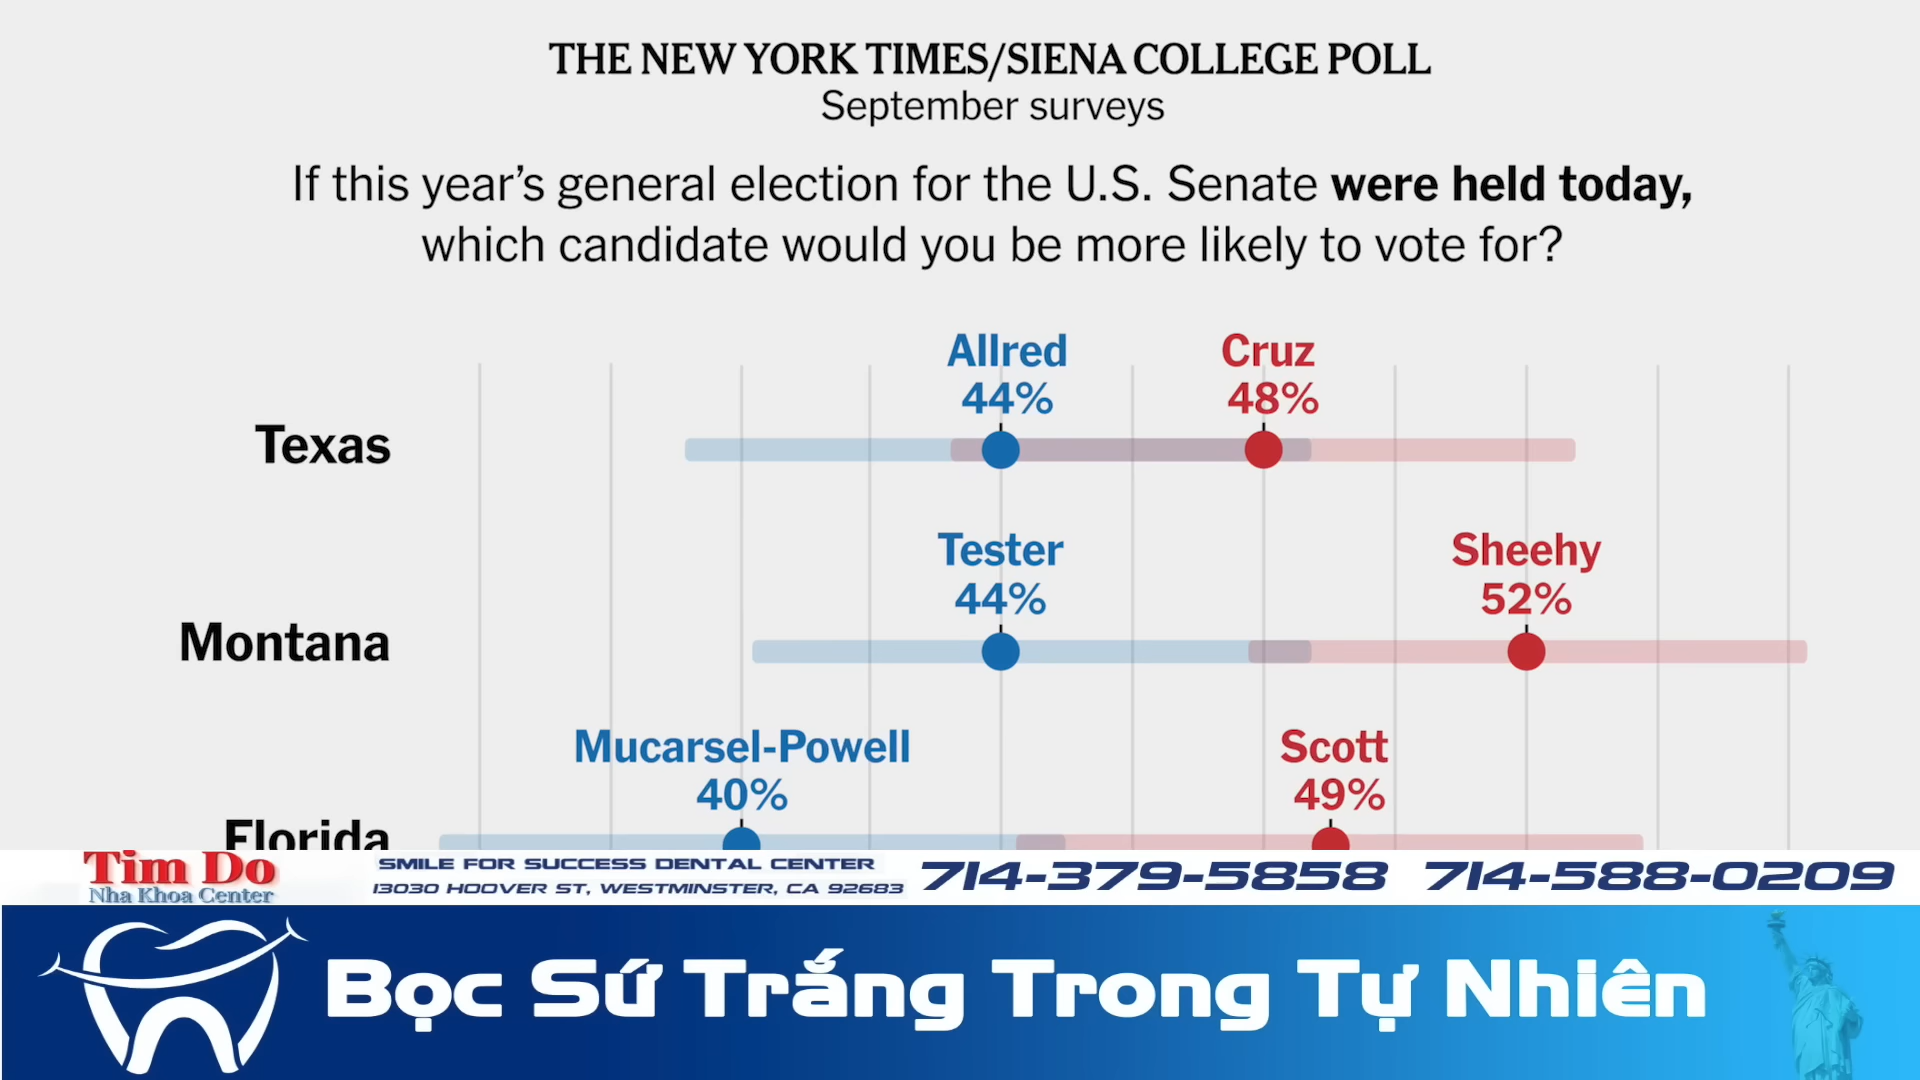 THE NEW YORK TIMES/SIENA COLLEGE POLL
September surveys
If this year’s general election for the U.S. Senate were held today,
which candidate would you be more likely to vote for?
Allred
44%
Cruz
48%
Texas
Tester
44%
Sheehy
52%
Montana
Mucarsel-Powell
40%
Scott
49%
Florida
Tim Do
Nha Khoa Center
SMILE FOR SUCCESS DENTAL CENTER
13030 HOOVER ST, WESTMINSTER, CA 92683
714-379-5858 714-588-0209
Bọc Sứ Trắng Trong Tự Nhiên